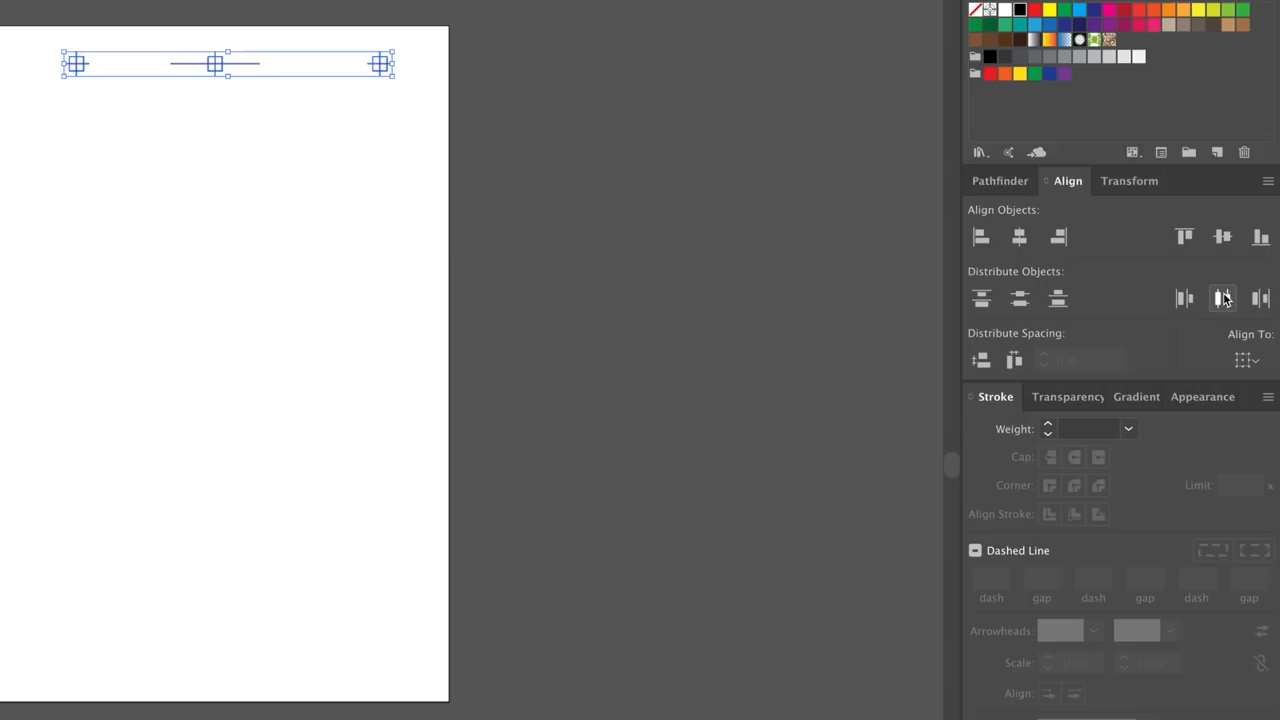 Pathfinder Align Transform
Align Objects:
Distribute Objects:
Distribute Spacing: Align To:
Stroke Transparency Gradient Appearance
Weight:
Cap:
Corner: Limit: x
Align Stroke:
Dashed Line
dash gap dash gap dash gap
Arrowheads:
Scale:
Align: